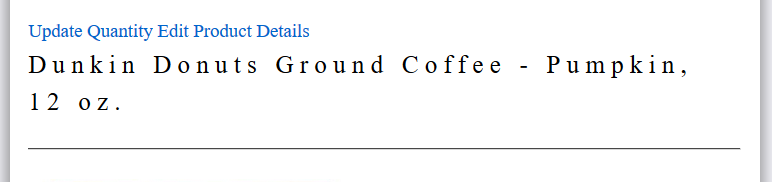 Update Quantity Edit Product Details
Dunkin Donuts Ground Coffee - Pumpkin,
12 oz.